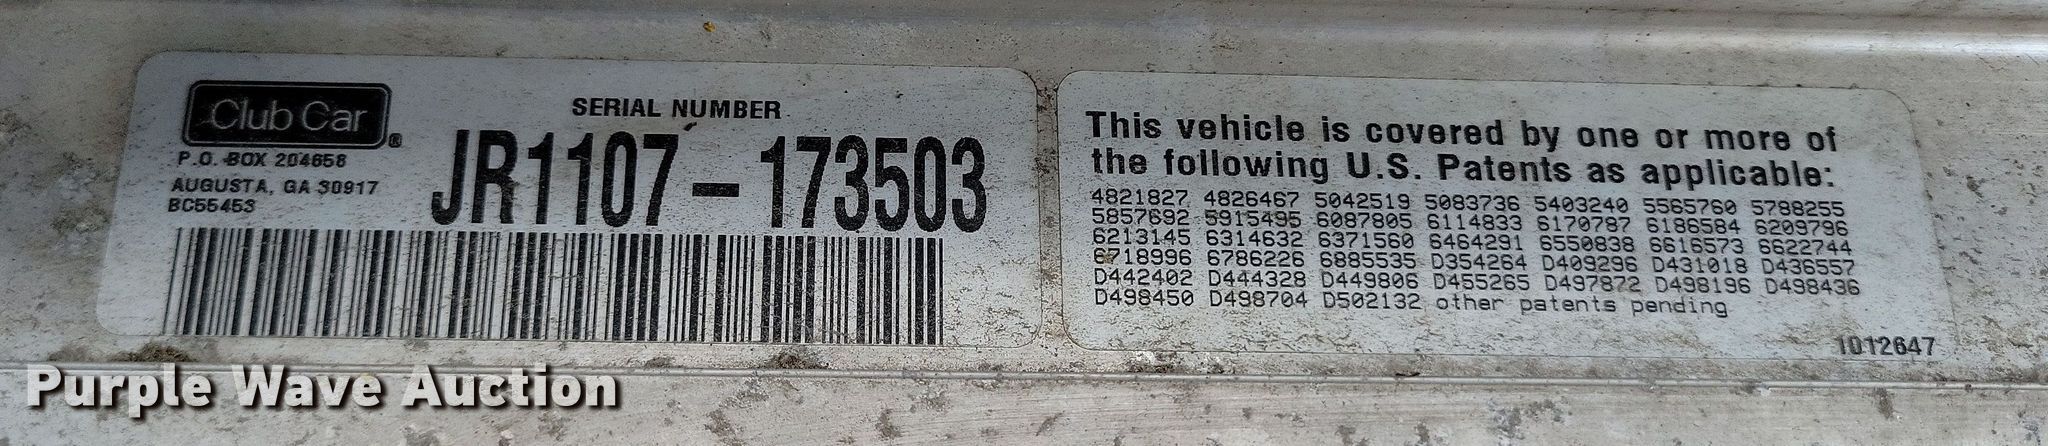 Club Car®
P.O. BOX 204658
AUGUSTA, GA 30917
BC55453
SERIAL NUMBER
JR1107-173503
This vehicle is covered by one or more of
the following U.S. Patents as applicable:
4821827 4826467 5042519 5083736 5403240 5565760 5788255
5857692 5915495 6087805 6114833 6170787 6186584 6209796
6213145 6314632 6371560 6464291 6550838 6616573 6622744
6718996 6786226 6885535 D354264 D409296 D431018 D436557
D442402 D444328 D449806 D455265 D497872 D498196 D498436
D498450 D498704 D502132 other patents pending
1012647
Purple Wave Auction